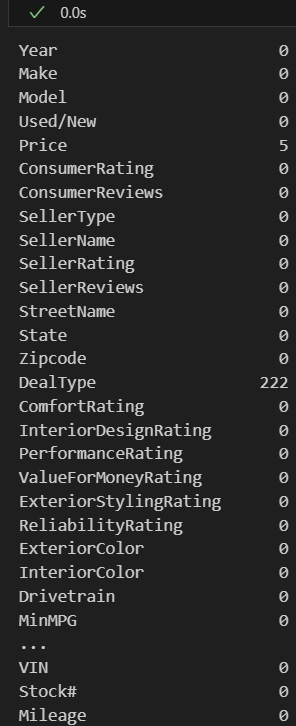 0.0s
Year 0
Make 0
Model 0
Used/New 0
Price 5
ConsumerRating 0
ConsumerReviews 0
SellerType 0
SellerName 0
SellerRating 0
SellerReviews 0
StreetName 0
State 0
Zipcode 0
DealType 222
ComfortRating 0
InteriorDesignRating 0
PerformanceRating 0
ValueForMoneyRating 0
ExteriorStylingRating 0
ReliabilityRating 0
ExteriorColor 0
InteriorColor 0
Drivetrain 0
MinMPG 0
...
VIN 0
Stock# 0
Mileage 0